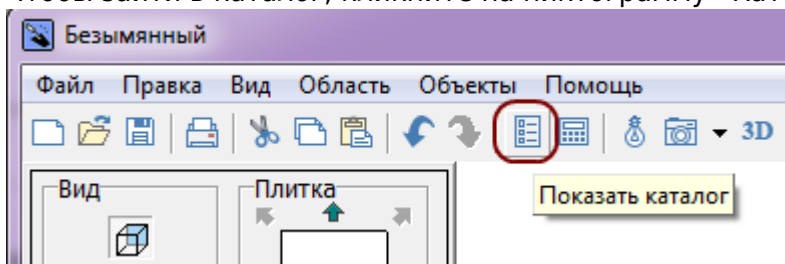 Безымянный
Файл Правка Вид Область Объекты Помощь
3D
Показать каталог
Вид
Плитка